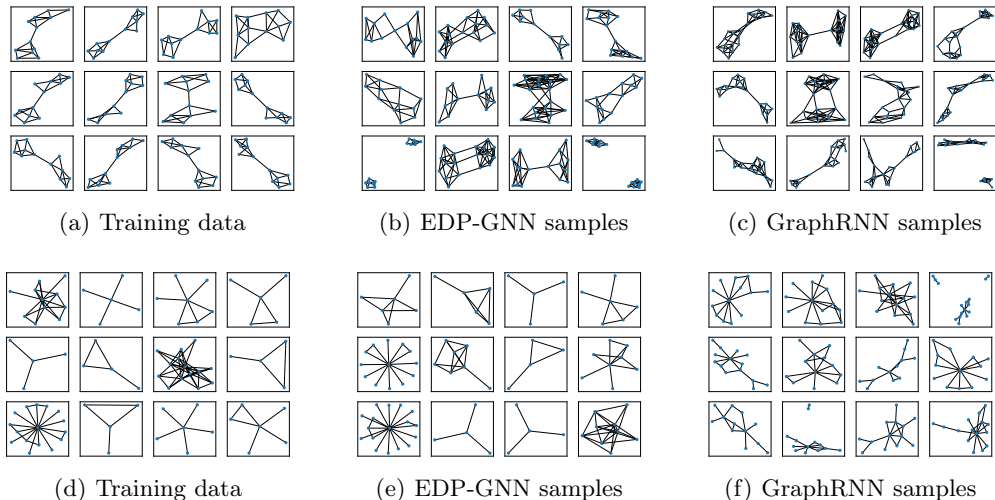 (a) Training data
(b) EDP-GNN samples
(c) GraphRNN samples
(d) Training data
(e) EDP-GNN samples
(f) GraphRNN samples